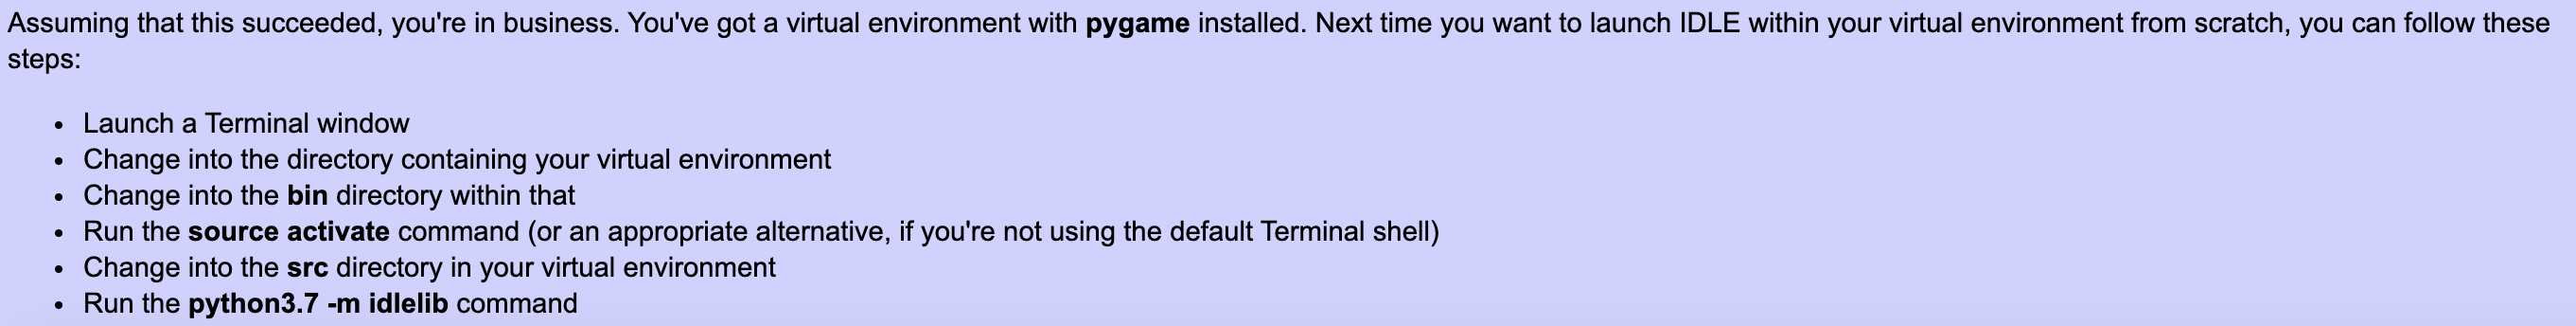 Assuming that this succeeded, you're in business. You've got a virtual environment with pygame installed. Next time you want to launch IDLE within your virtual environment from scratch, you can follow these
steps:
• Launch a Terminal window
• Change into the directory containing your virtual environment
• Change into the bin directory within that
• Run the source activate command (or an appropriate alternative, if you're not using the default Terminal shell)
• Change into the src directory in your virtual environment
• Run the python3.7 -m idlelib command